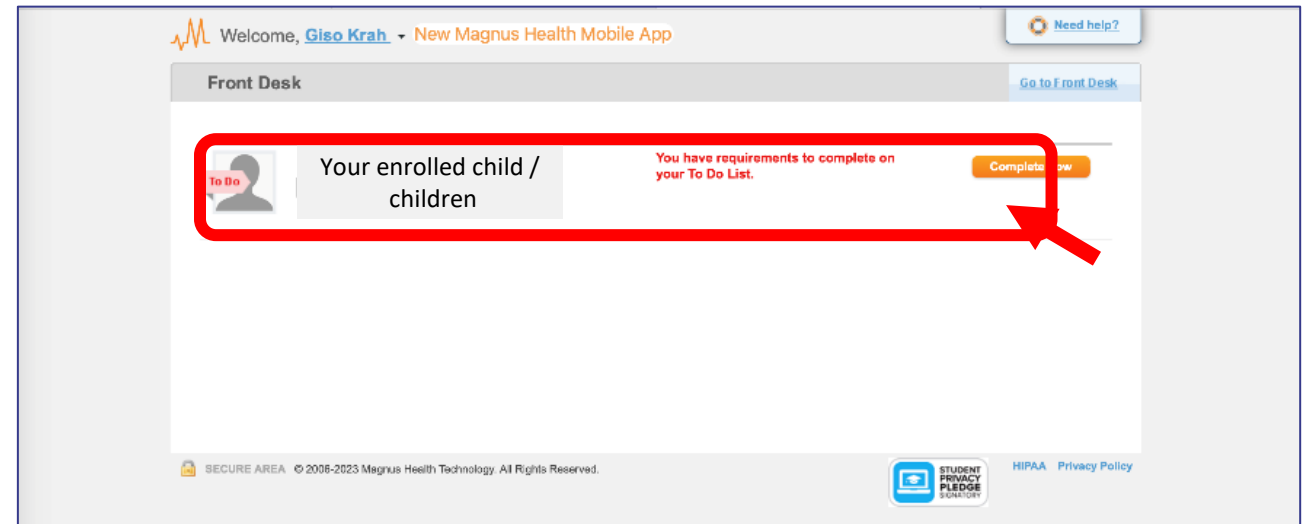 Welcome, Giso Krah New Magnus Health Mobile App
Need help?
Front Desk
Go to Front Desk
To Do
Your enrolled child /
children
You have requirements to complete on
your To Do List.
Complete Now
SECURE AREA © 2008-2023 Magnus Health Technology. All Rights Reserved.
STUDENT
PRIVACY
PLEDGE
SIGNATORY
HIPAA Privacy Policy